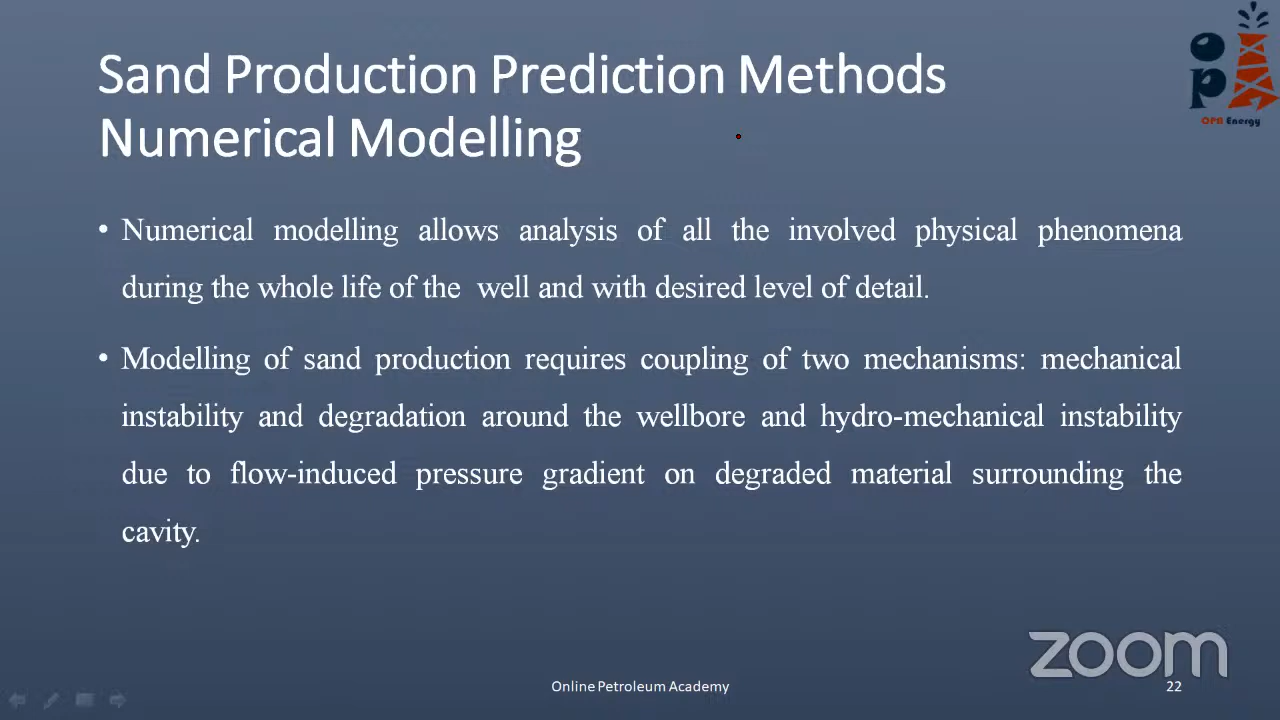 Sand Production Prediction Methods
Numerical Modelling
op
OPA Energy
• Numerical modelling allows analysis of all the involved physical phenomena
during the whole life of the well and with desired level of detail.
• Modelling of sand production requires coupling of two mechanisms: mechanical
instability and degradation around the wellbore and hydro-mechanical instability
due to flow-induced pressure gradient on degraded material surrounding the
cavity.
zoom
Online Petroleum Academy
22